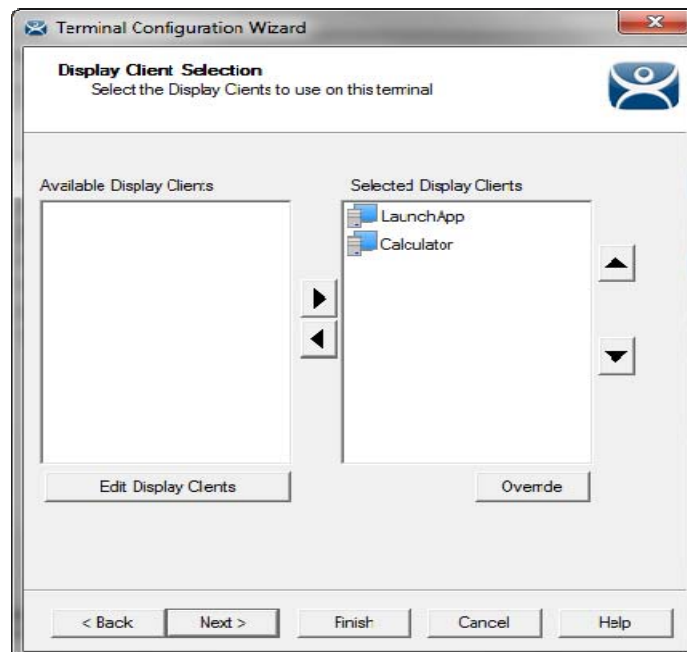 Terminal Configuration Wizard
Display Client Selection
Select the Display Cients to use on this terminal
Available Display Clients
Selected Display Clients
LaunchApp
Calculator
Edit Display Clients
Override
< Back
Next >
Finish
Cancel
Help